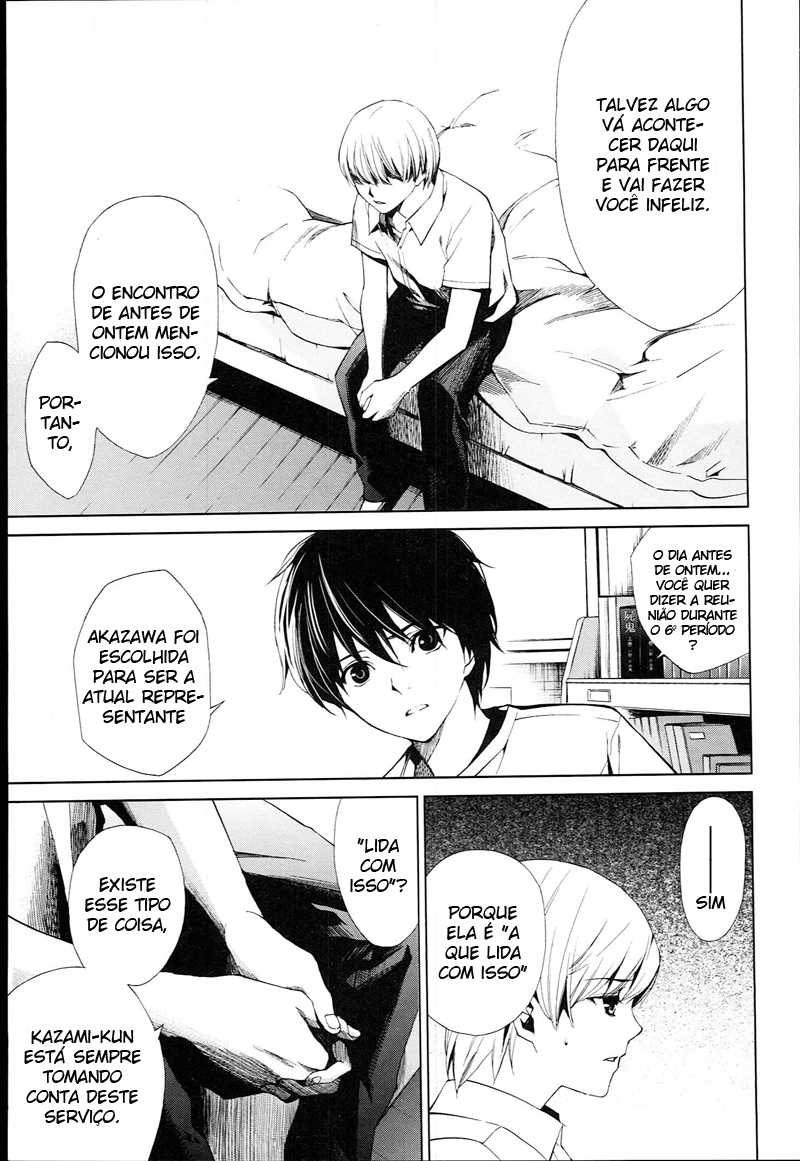 TALVEZ ALGO
VÁ ACONTE-
CER DAQUI
PARA FRENTE
E VAI FAZER
VOCÊ INFELIZ.
O ENCONTRO
DE ANTES DE
ONTEM MEN-
CIONOU ISSO.
POR-
TAN-
TO,
O DIA ANTES
DE ONTEM...
VOCÊ QUER
DIZER A REU-
NIÃO DURANTE
O 6º PERÍODO
?
屍鬼
AKAZAWA FOI
ESCOLHIDA
PARA SER A
ATUAL REPRE-
SENTANTE
SIM
PORQUE
ELA É "A
QUE LIDA
COM ISSO"
"LIDA
COM
ISSO"?
EXISTE
ESSE TIPO
DE COISA,
KAZAMI-KUN
ESTÁ SEMPRE
TOMANDO
CONTA DESTE
SERVIÇO.